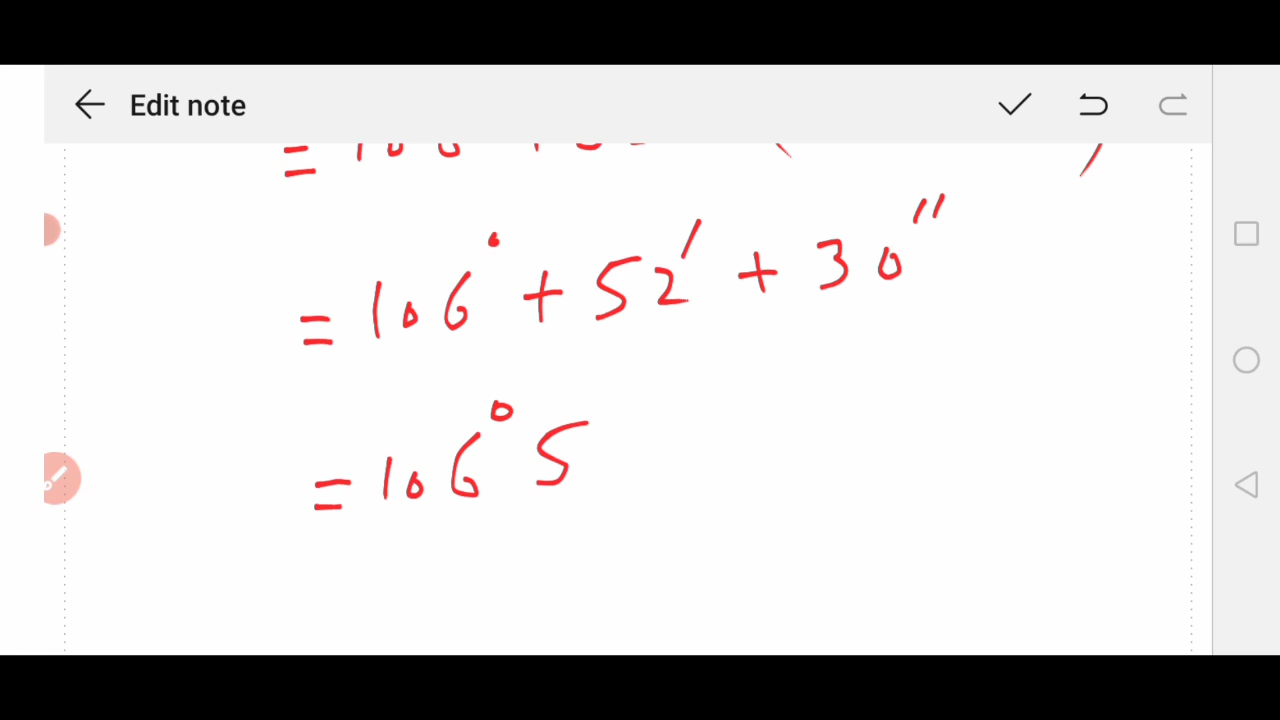 Edit note
= 106° + 52′ + 30″
= 106° 5